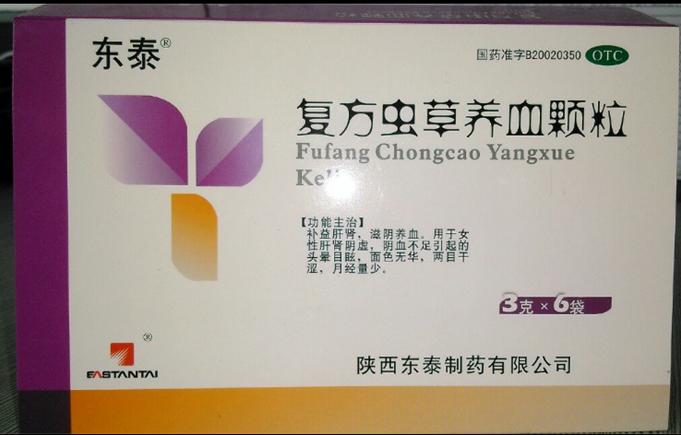 东泰®
国药准字B20020350 OTC
复方虫草养血颗粒
Fufang Chongcao Yangxue
【功能主治】
补益肝肾，滋阴养血。用于女
性肝肾阴虚，阴血不足引起的
头晕目眩，面色无华，两目干
涩，月经量少。
3克×6袋
®
EASTANTAI
陕西东泰制药有限公司